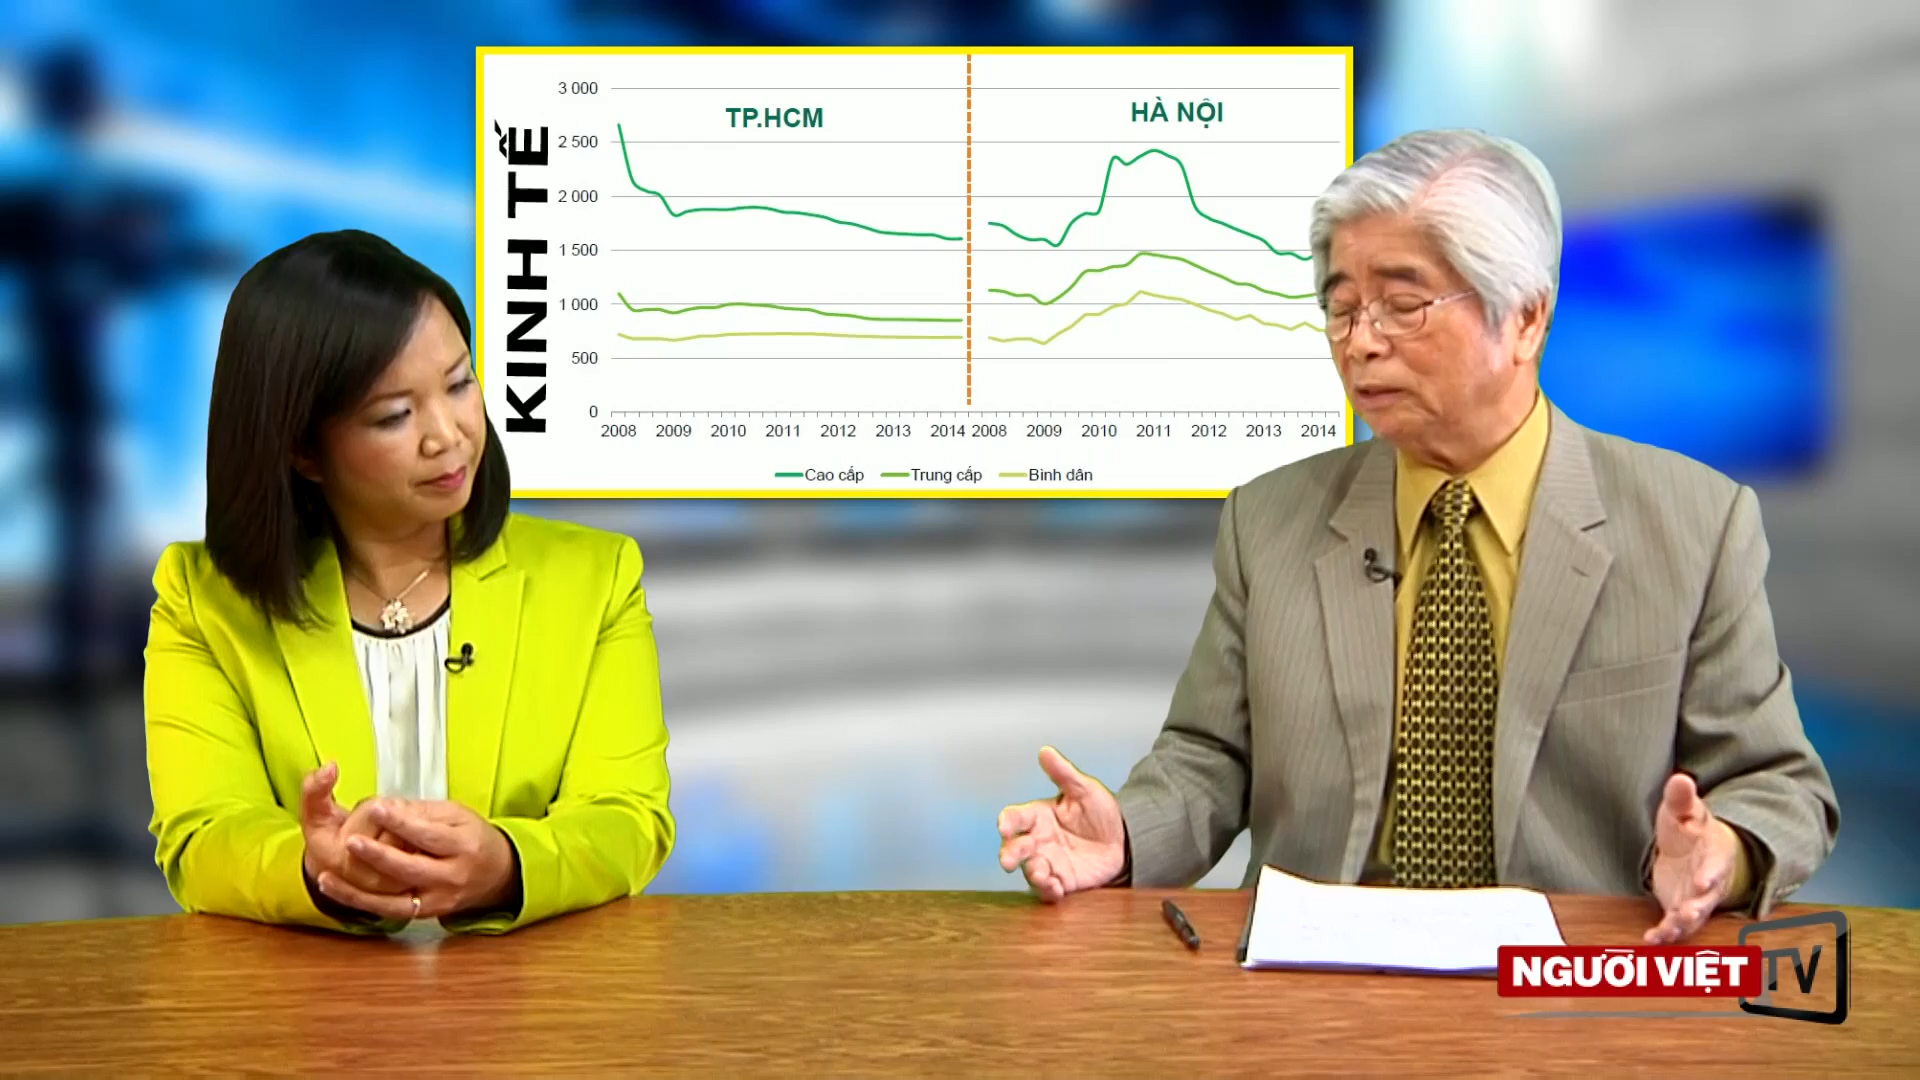 KINH TẾ
TP.HCM
HÀ NỘI
3 000
2 500
2 000
1 500
1 000
500
0
2008 2009 2010 2011 2012 2013 2014 2008 2009 2010 2011 2012 2013 2014
Cao cấp Trung cấp Bình dân
NGƯỜI VIỆT TV